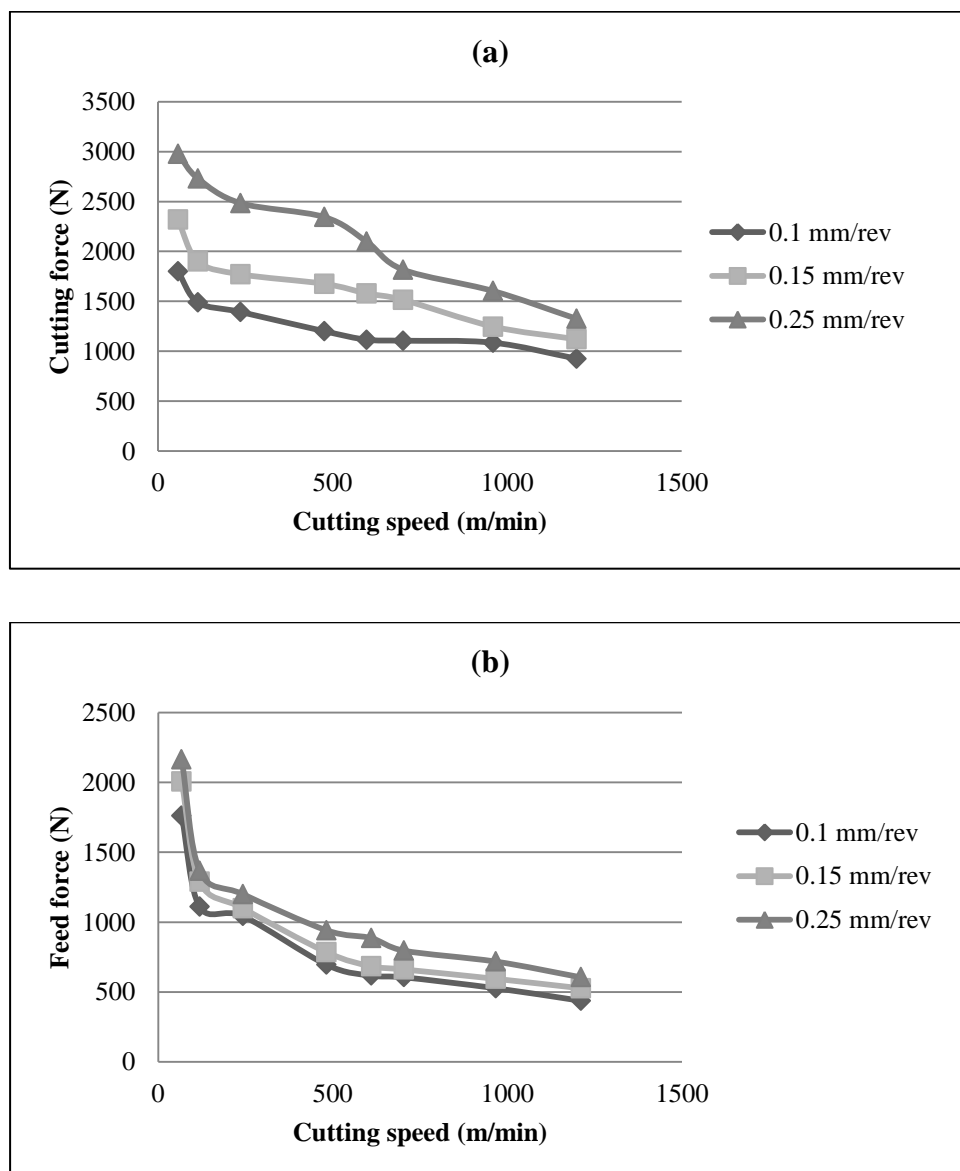 (a)
3500
3000
2500
2000
1500
1000
500
0
Cutting force (N)
0 500 1000 1500
Cutting speed (m/min)
0.1 mm/rev
0.15 mm/rev
0.25 mm/rev
(b)
2500
2000
1500
1000
500
0
Feed force (N)
0 500 1000 1500
Cutting speed (m/min)
0.1 mm/rev
0.15 mm/rev
0.25 mm/rev